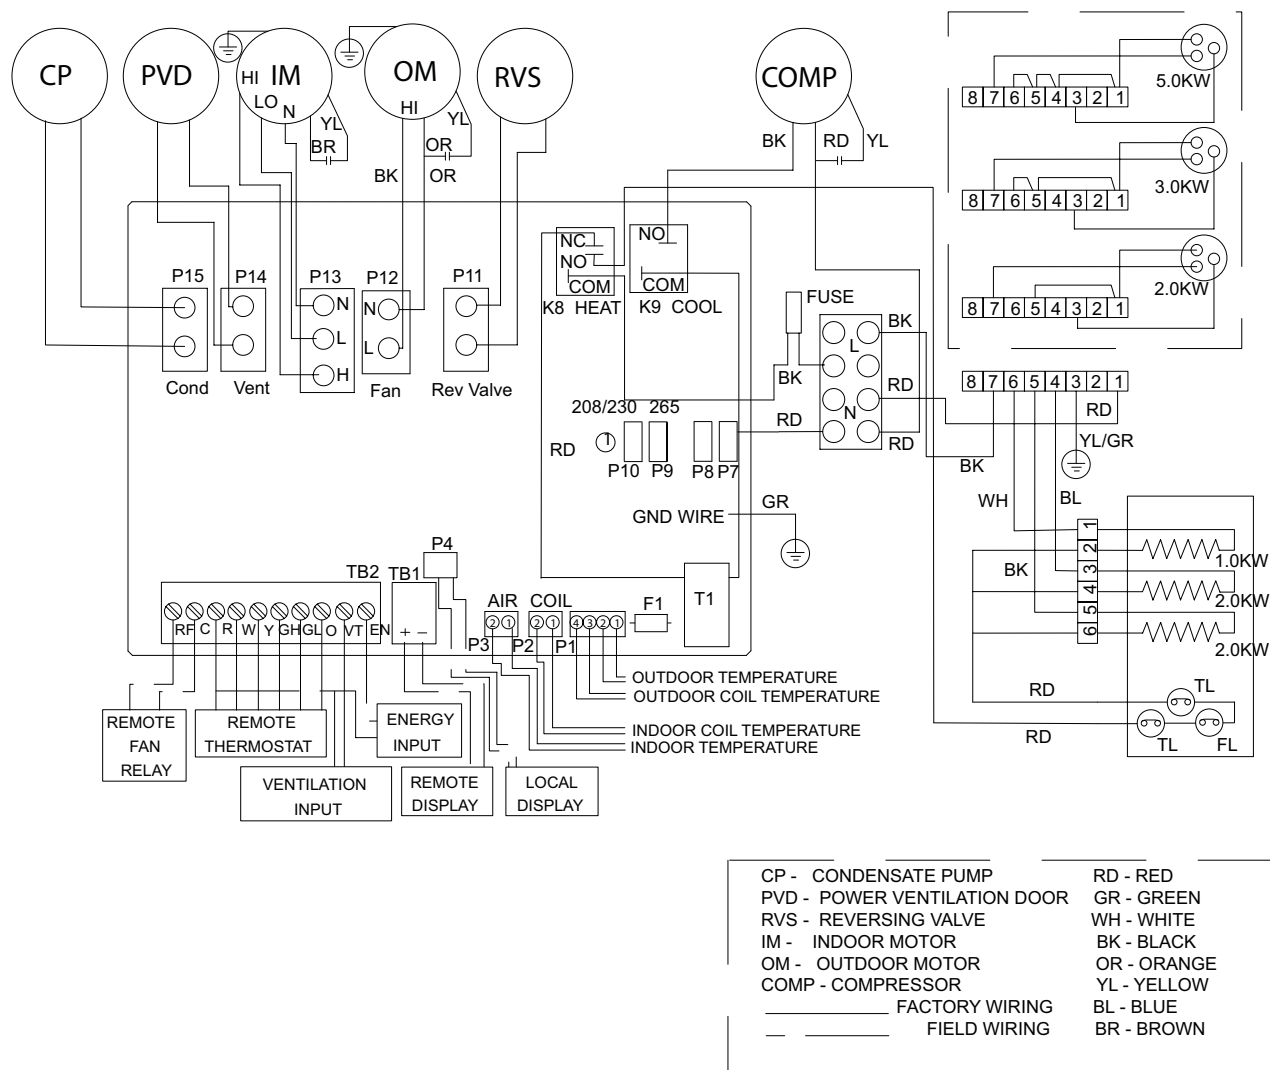 CP PVD IM OM RVS COMP
HI
LO
N
YL
BR
HI
YL
OR
OR
BK
BK RD YL
5.0KW
8 7 6 5 4 3 2 1
3.0KW
8 7 6 5 4 3 2 1
2.0KW
8 7 6 5 4 3 2 1
P15 P14 P13 P12 P11
N
L
H
N
L
Cond Vent Fan Rev Valve
NC
NO
COM
K8 HEAT
NO
COM
K9 COOL
FUSE
L
N
BK
BK
RD
RD
RD
208/230 265
RD 1
P10 P9 P8 P7
GND WIRE
GR
8 7 6 5 4 3 2 1
RD
YL/GR
BK
WH BL
BK
1
2
3
4
5
6
1.0KW
2.0KW
2.0KW
RD
TL
RD
TL FL
P4
TB2 TB1
RF C R W Y GH GL O VT EN
+ −
AIR COIL F1 T1
2 1 2 1 4 3 2 1
P3 P2 P1
OUTDOOR TEMPERATURE
OUTDOOR COIL TEMPERATURE
INDOOR COIL TEMPERATURE
INDOOR TEMPERATURE
REMOTE
FAN
RELAY
REMOTE
THERMOSTAT
ENERGY
INPUT
VENTILATION
INPUT
REMOTE
DISPLAY
LOCAL
DISPLAY
CP - CONDENSATE PUMP RD - RED
PVD - POWER VENTILATION DOOR GR - GREEN
RVS - REVERSING VALVE WH - WHITE
IM - INDOOR MOTOR BK - BLACK
OM - OUTDOOR MOTOR OR - ORANGE
COMP - COMPRESSOR YL - YELLOW
FACTORY WIRING BL - BLUE
FIELD WIRING BR - BROWN